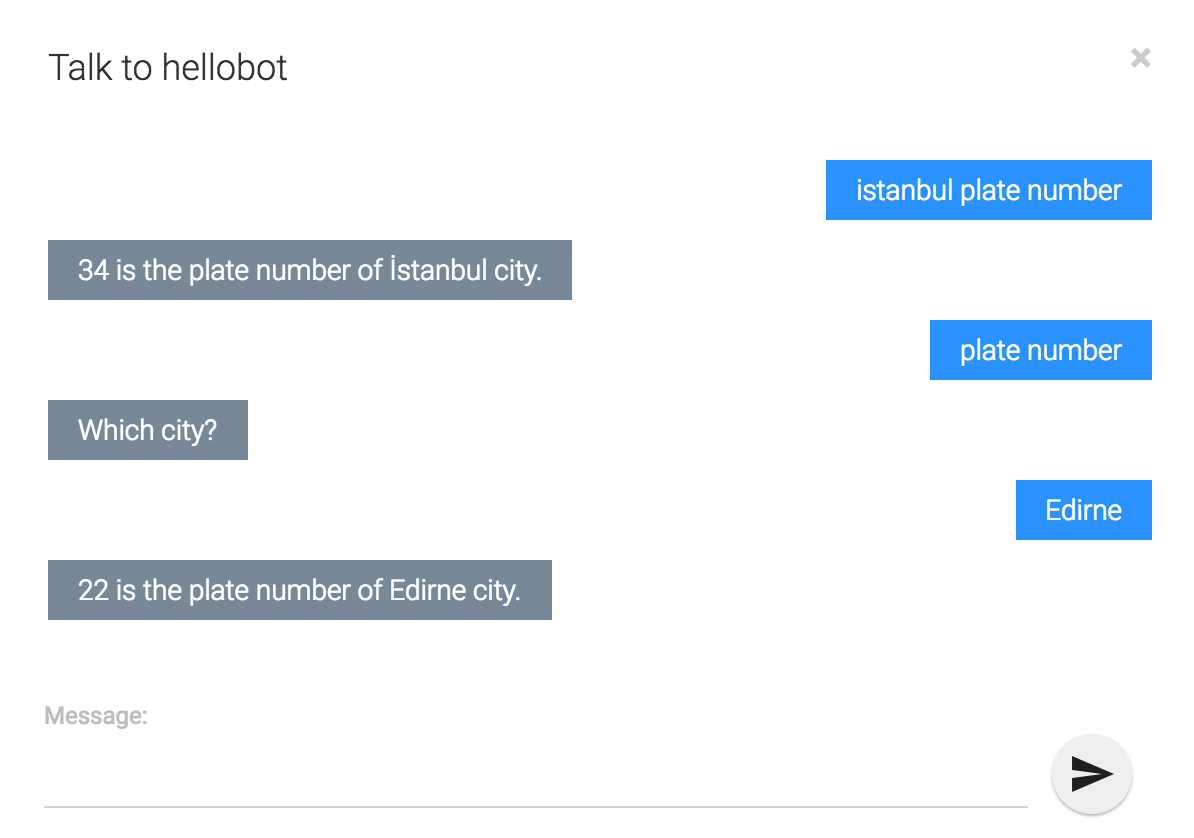 Talk to hellobot
×
istanbul plate number
34 is the plate number of İstanbul city.
plate number
Which city?
Edirne
22 is the plate number of Edirne city.
Message: